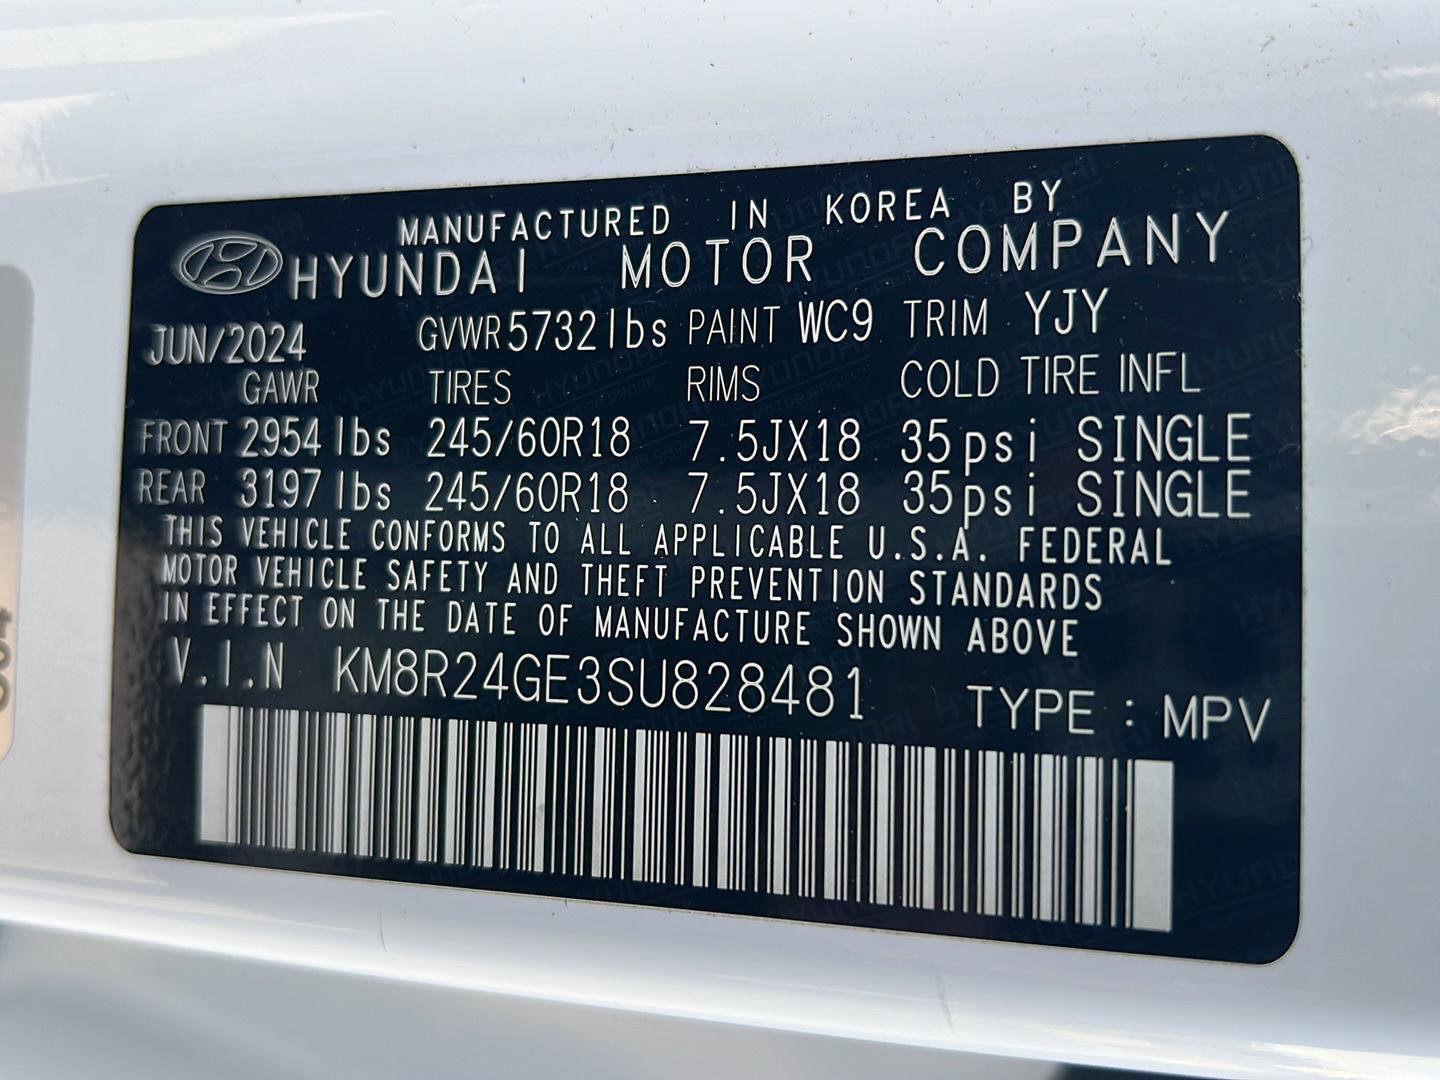 MANUFACTURED IN KOREA BY
HYUNDAI MOTOR COMPANY
JUN/2024 GVWR 5732lbs PAINT WC9 TRIM YJY
GAWR TIRES RIMS COLD TIRE INFL
FRONT 2954 lbs 245/60R18 7.5JX18 35psi SINGLE
REAR 3197 lbs 245/60R18 7.5JX18 35psi SINGLE
THIS VEHICLE CONFORMS TO ALL APPLICABLE U.S.A. FEDERAL
MOTOR VEHICLE SAFETY AND THEFT PREVENTION STANDARDS
IN EFFECT ON THE DATE OF MANUFACTURE SHOWN ABOVE
V.I.N KM8R24GE3SU828481 TYPE : MPV